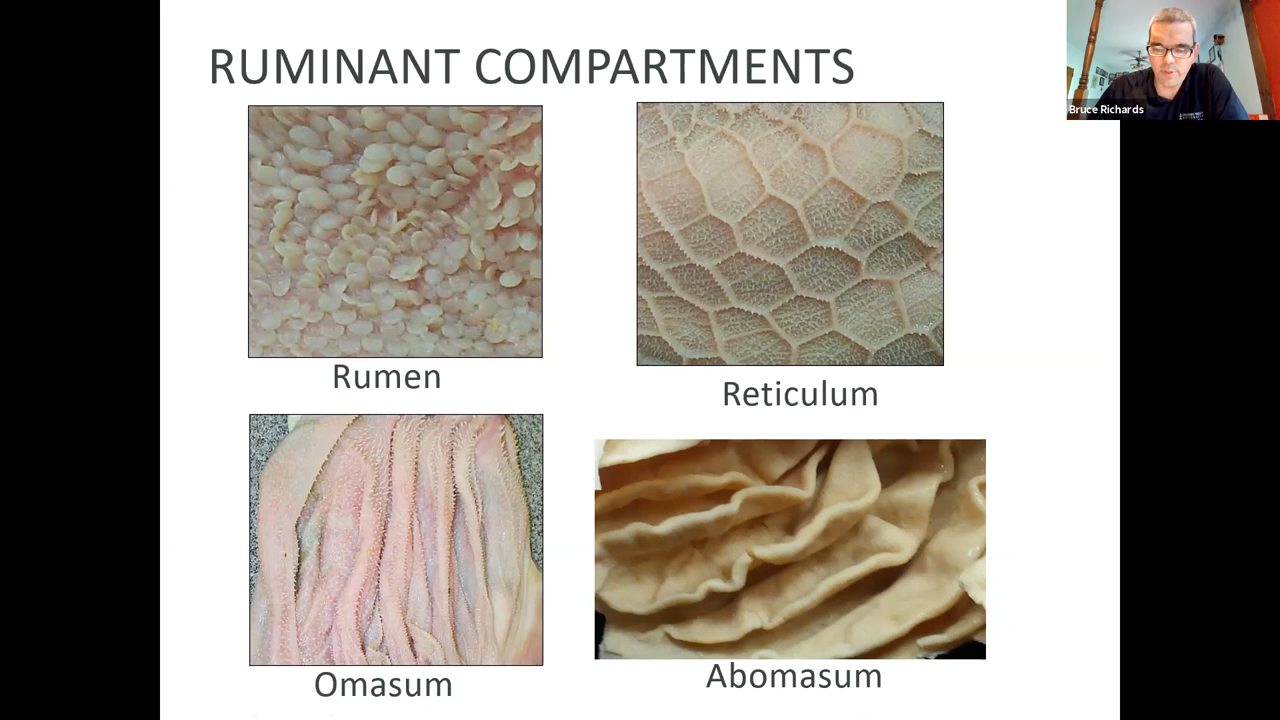 RUMINANT COMPARTMENTS
Bruce Richards
Rumen
Reticulum
Omasum
Abomasum